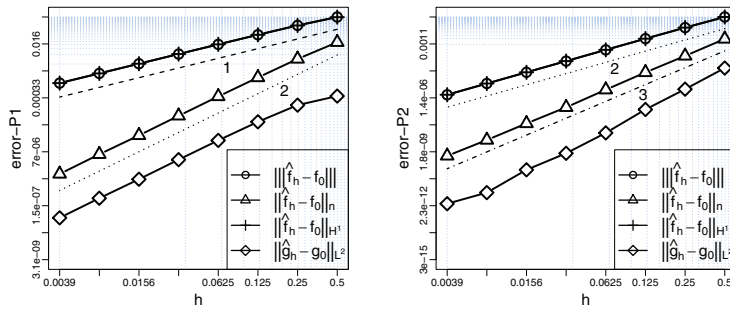 error−P1
0.016
0.00033
7e−06
1.5e−07
3.1e−09
1
2
|||f̂h − f0|||
||f̂h − f0||n
||f̂h − f0||H¹
||ĝh − g0||L²
0.0039
0.0156
0.0625
0.125
0.25
0.5
h
error−P2
0.0011
1.4e−06
1.8e−09
2.3e−12
3e−15
2
3
|||f̂h − f0|||
||f̂h − f0||n
||f̂h − f0||H¹
||ĝh − g0||L²
0.0039
0.0156
0.0625
0.125
0.25
0.5
h